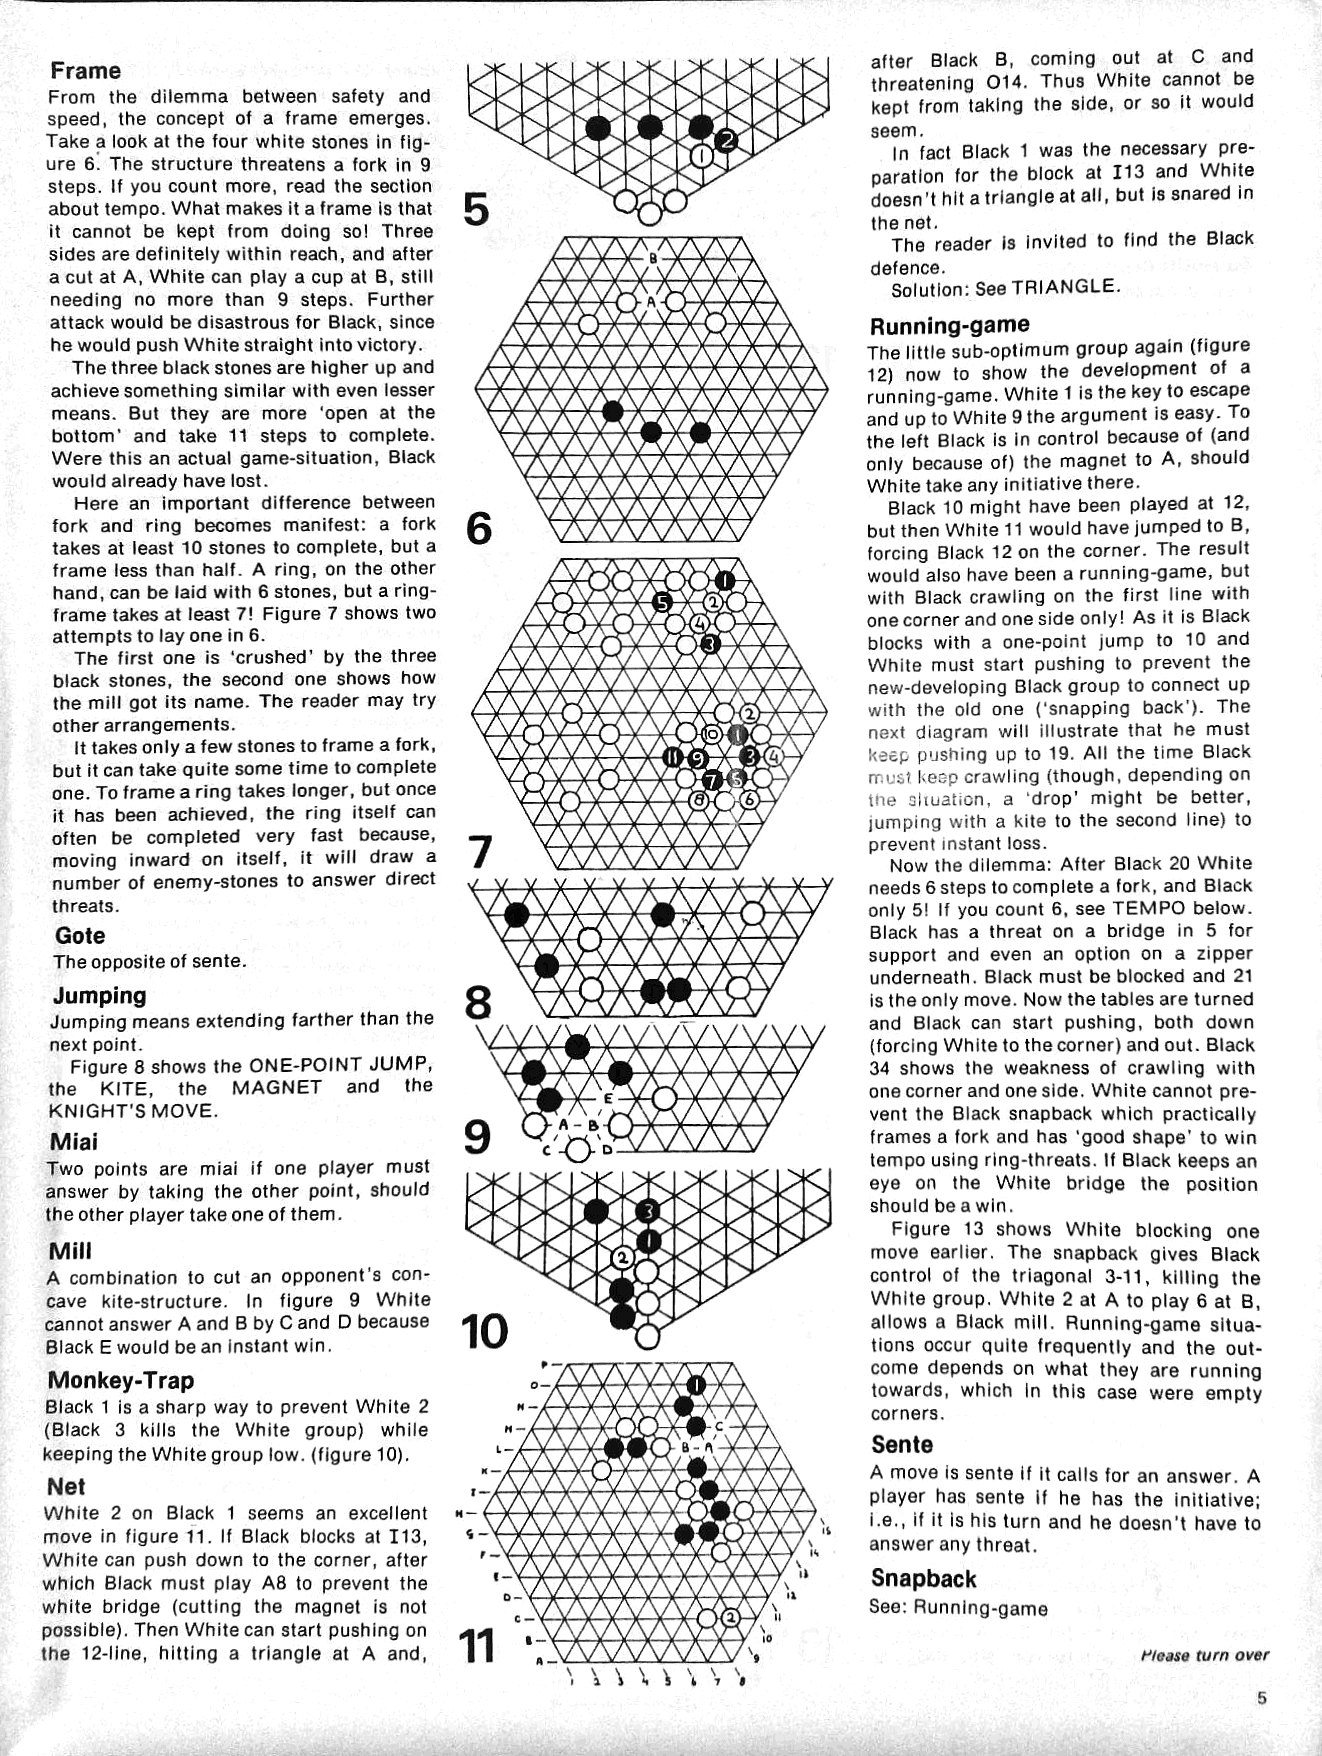 Frame
From the dilemma between safety and
speed, the concept of a frame emerges.
Take a look at the four white stones in fig-
ure 6. The structure threatens a fork in 9
steps. If you count more, read the section
about tempo. What makes it a frame is that
it cannot be kept from doing so! Three
sides are definitely within reach, and after
a cut at A, White can play a cup at B, still
needing no more than 9 steps. Further
attack would be disastrous for Black, since
he would push White straight into victory.
The three black stones are higher up and
achieve something similar with even lesser
means. But they are more 'open at the
bottom' and take 11 steps to complete.
Were this an actual game-situation, Black
would already have lost.
Here an important difference between
fork and ring becomes manifest: a fork
takes at least 10 stones to complete, but a
frame less than half. A ring, on the other
hand, can be laid with 6 stones, but a ring-
frame takes at least 7! Figure 7 shows two
attempts to lay one in 6.
The first one is 'crushed' by the three
black stones, the second one shows how
the mill got its name. The reader may try
other arrangements.
It takes only a few stones to frame a fork,
but it can take quite some time to complete
one. To frame a ring takes longer, but once
it has been achieved, the ring itself can
often be completed very fast because,
moving inward on itself, it will draw a
number of enemy-stones to answer direct
threats.
Gote
The opposite of sente.
Jumping
Jumping means extending farther than the
next point.
Figure 8 shows the ONE-POINT JUMP,
the KITE, the MAGNET and the
KNIGHT'S MOVE.
Miai
Two points are miai if one player must
answer by taking the other point, should
the other player take one of them.
Mill
A combination to cut an opponent's con-
cave kite-structure. In figure 9 White
cannot answer A and B by C and D because
Black E would be an instant win.
Monkey-Trap
Black 1 is a sharp way to prevent White 2
(Black 3 kills the White group) while
keeping the White group low. (figure 10).
Net
White 2 on Black 1 seems an excellent
move in figure 11. If Black blocks at I13,
White can push down to the corner, after
which Black must play A8 to prevent the
white bridge (cutting the magnet is not
possible). Then White can start pushing on
the 12-line, hitting a triangle at A and,
2
1
5
B
A
6
1
5
2
4
3
2
10
1
11
9
3
4
7
5
8
6
7
8
E
A - B
C
D
9
3
1
2
10
P
O
N
M
L
K
I
H
G
F
E
D
C
B
A
1
C
B - A
2
15
14
13
12
11
10
9
1 2 3 4 5 6 7 8
11
after Black B, coming out at C and
threatening O14. Thus White cannot be
kept from taking the side, or so it would
seem.
In fact Black 1 was the necessary pre-
paration for the block at I13 and White
doesn't hit a triangle at all, but is snared in
the net.
The reader is invited to find the Black
defence.
Solution: See TRIANGLE.
Running-game
The little sub-optimum group again (figure
12) now to show the development of a
running-game. White 1 is the key to escape
and up to White 9 the argument is easy. To
the left Black is in control because of (and
only because of) the magnet to A, should
White take any initiative there.
Black 10 might have been played at 12,
but then White 11 would have jumped to B,
forcing Black 12 on the corner. The result
would also have been a running-game, but
with Black crawling on the first line with
one corner and one side only! As it is Black
blocks with a one-point jump to 10 and
White must start pushing to prevent the
new-developing Black group to connect up
with the old one ('snapping back'). The
next diagram will illustrate that he must
keep pushing up to 19. All the time Black
must keep crawling (though, depending on
the situation, a 'drop' might be better,
jumping with a kite to the second line) to
prevent instant loss.
Now the dilemma: After Black 20 White
needs 6 steps to complete a fork, and Black
only 5! If you count 6, see TEMPO below.
Black has a threat on a bridge in 5 for
support and even an option on a zipper
underneath. Black must be blocked and 21
is the only move. Now the tables are turned
and Black can start pushing, both down
(forcing White to the corner) and out. Black
34 shows the weakness of crawling with
one corner and one side. White cannot pre-
vent the Black snapback which practically
frames a fork and has 'good shape' to win
tempo using ring-threats. If Black keeps an
eye on the White bridge the position
should be a win.
Figure 13 shows White blocking one
move earlier. The snapback gives Black
control of the triagonal 3-11, killing the
White group. White 2 at A to play 6 at B,
allows a Black mill. Running-game situa-
tions occur quite frequently and the out-
come depends on what they are running
towards, which in this case were empty
corners.
Sente
A move is sente if it calls for an answer. A
player has sente if he has the initiative;
i.e., if it is his turn and he doesn't have to
answer any threat.
Snapback
See: Running-game
Please turn over
5